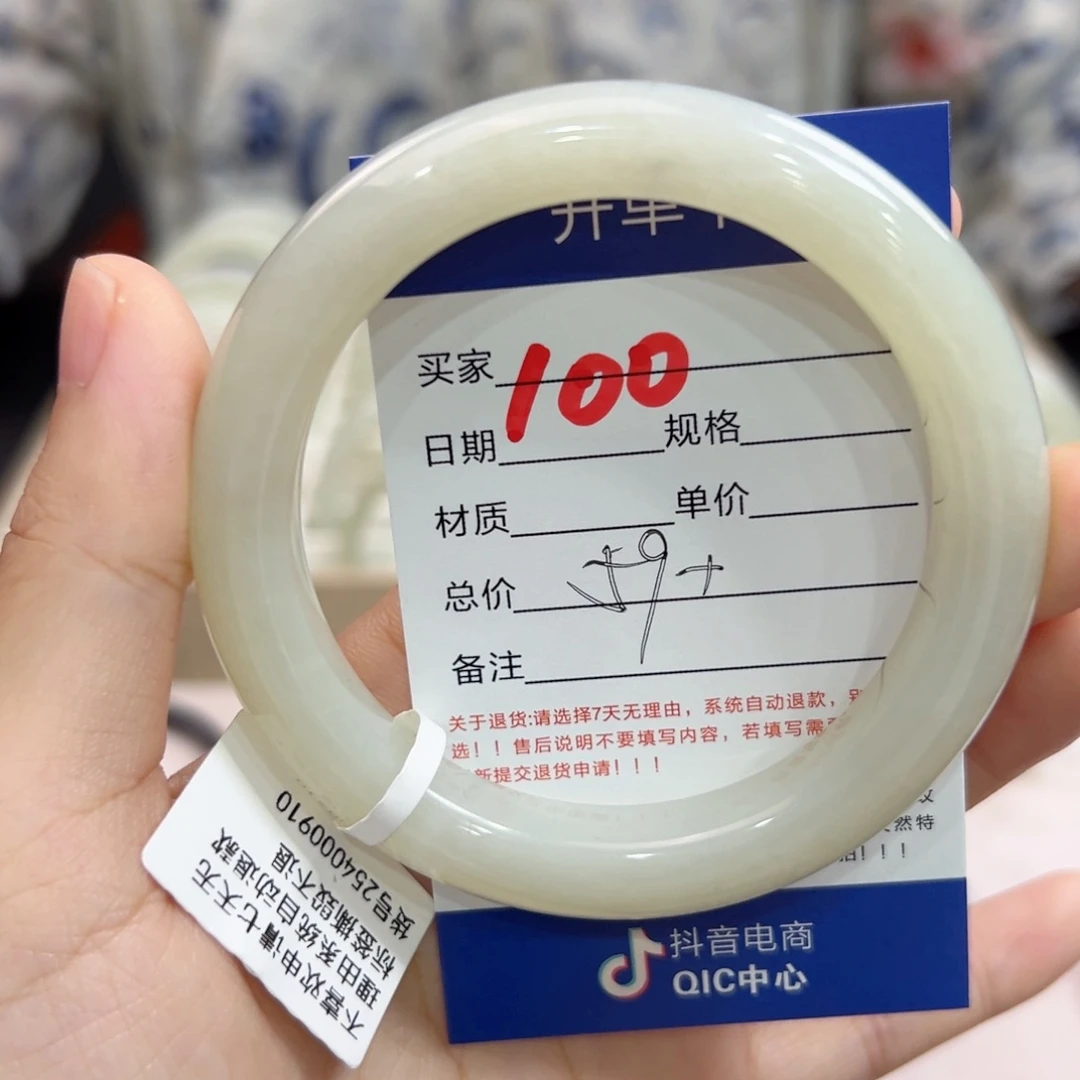 开单
买家 100
日期 规格
材质 单价
总价
备注
关于退货:请选择7天无理由，系统自动退款，
选！！售后说明不要填写内容，若填写需
新提交退货申请！！！
然特
！！！
抖音电商
QIC中心
不喜欢申请七天无
理由系统自动退款
标签撕毁不退
货号254000910